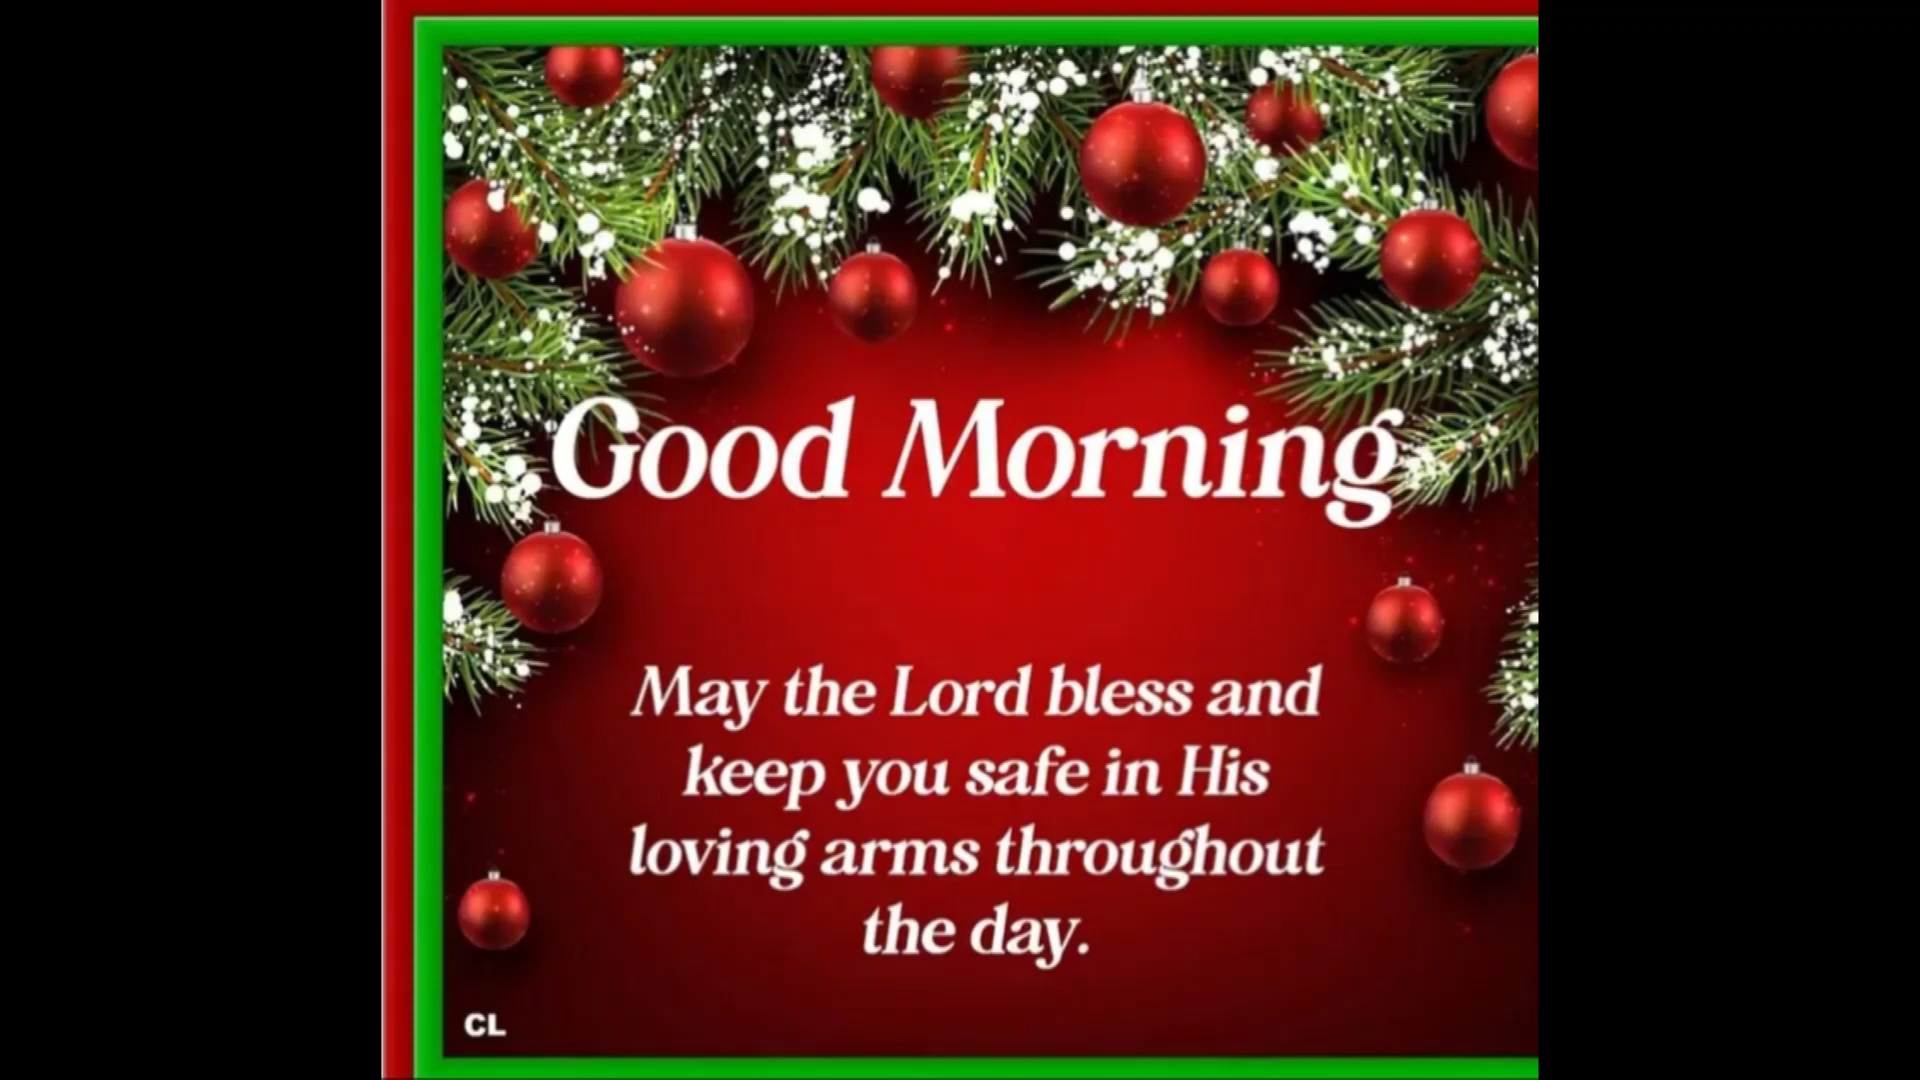 Good Morning
May the Lord bless and
keep you safe in His
loving arms throughout
the day.
CL